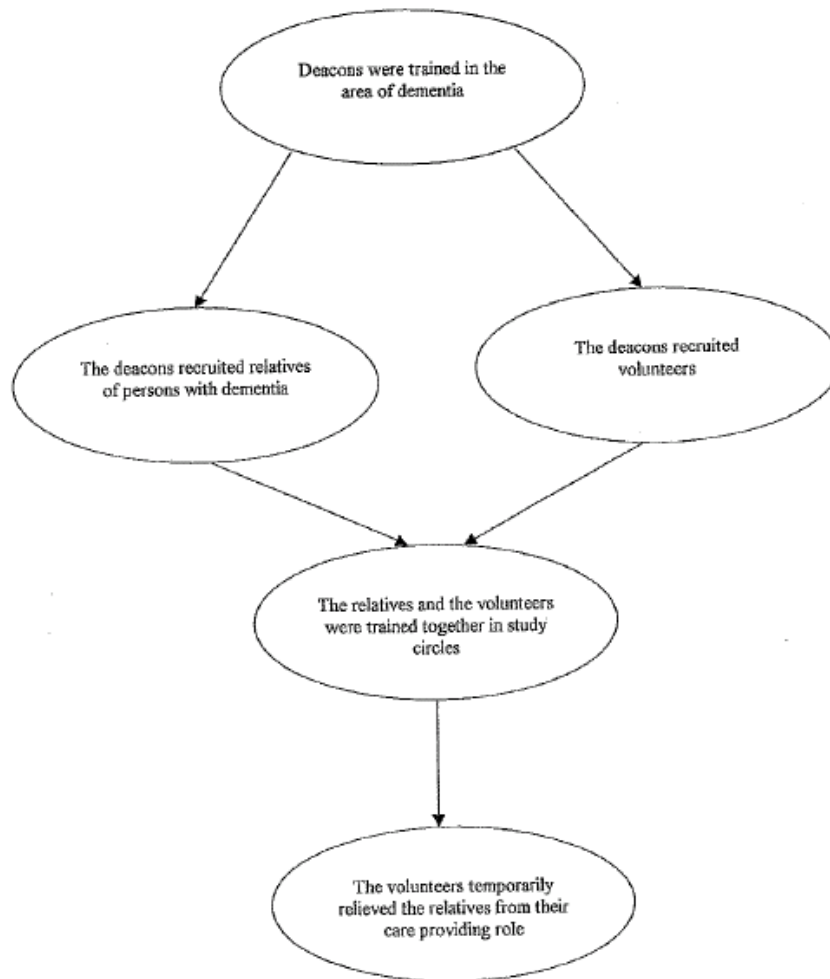 Deacons were trained in the
area of dementia
The deacons recruited relatives
of persons with dementia
The deacons recruited
volunteers
The relatives and the volunteers
were trained together in study
circles
The volunteers temporarily
relieved the relatives from their
care providing role